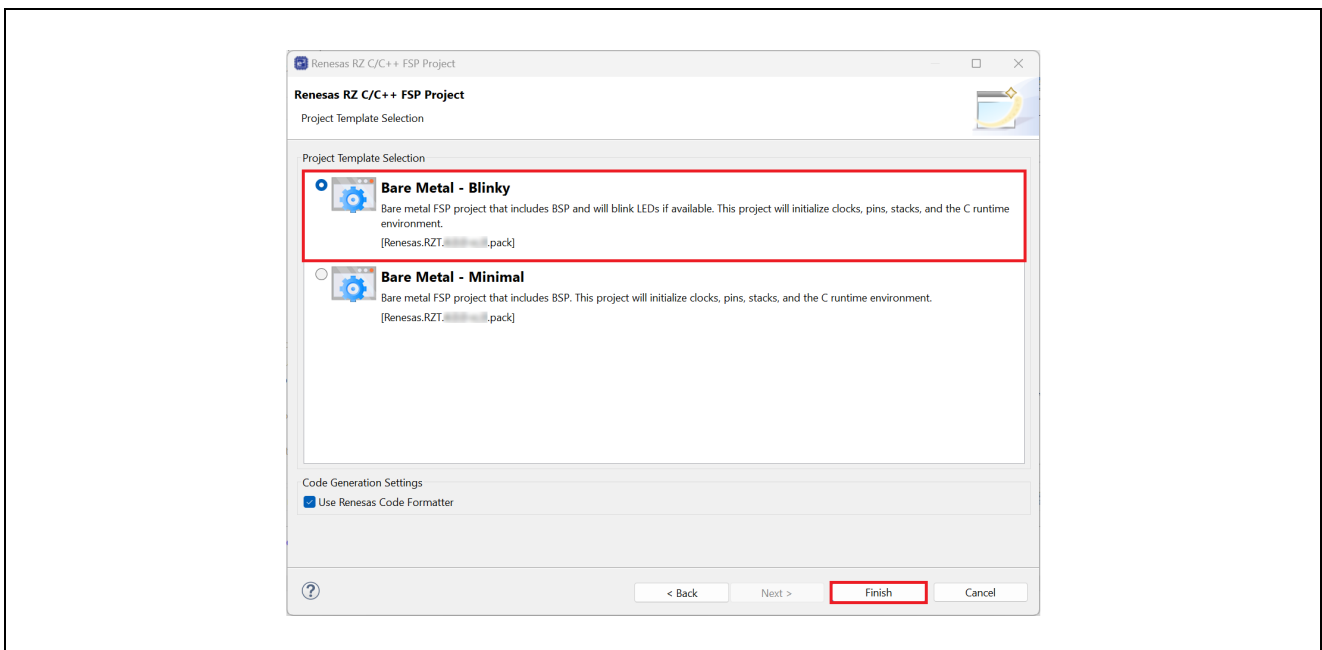 Renesas RZ C/C++ FSP Project
Renesas RZ C/C++ FSP Project
Project Template Selection
Project Template Selection
Bare Metal - Blinky
Bare metal FSP project that includes BSP and will blink LEDs if available. This project will initialize clocks, pins, stacks, and the C runtime
environment.
[Renesas.RZT. .pack]
Bare Metal - Minimal
Bare metal FSP project that includes BSP. This project will initialize clocks, pins, stacks, and the C runtime environment.
[Renesas.RZT. .pack]
Code Generation Settings
Use Renesas Code Formatter
< Back Next > Finish Cancel